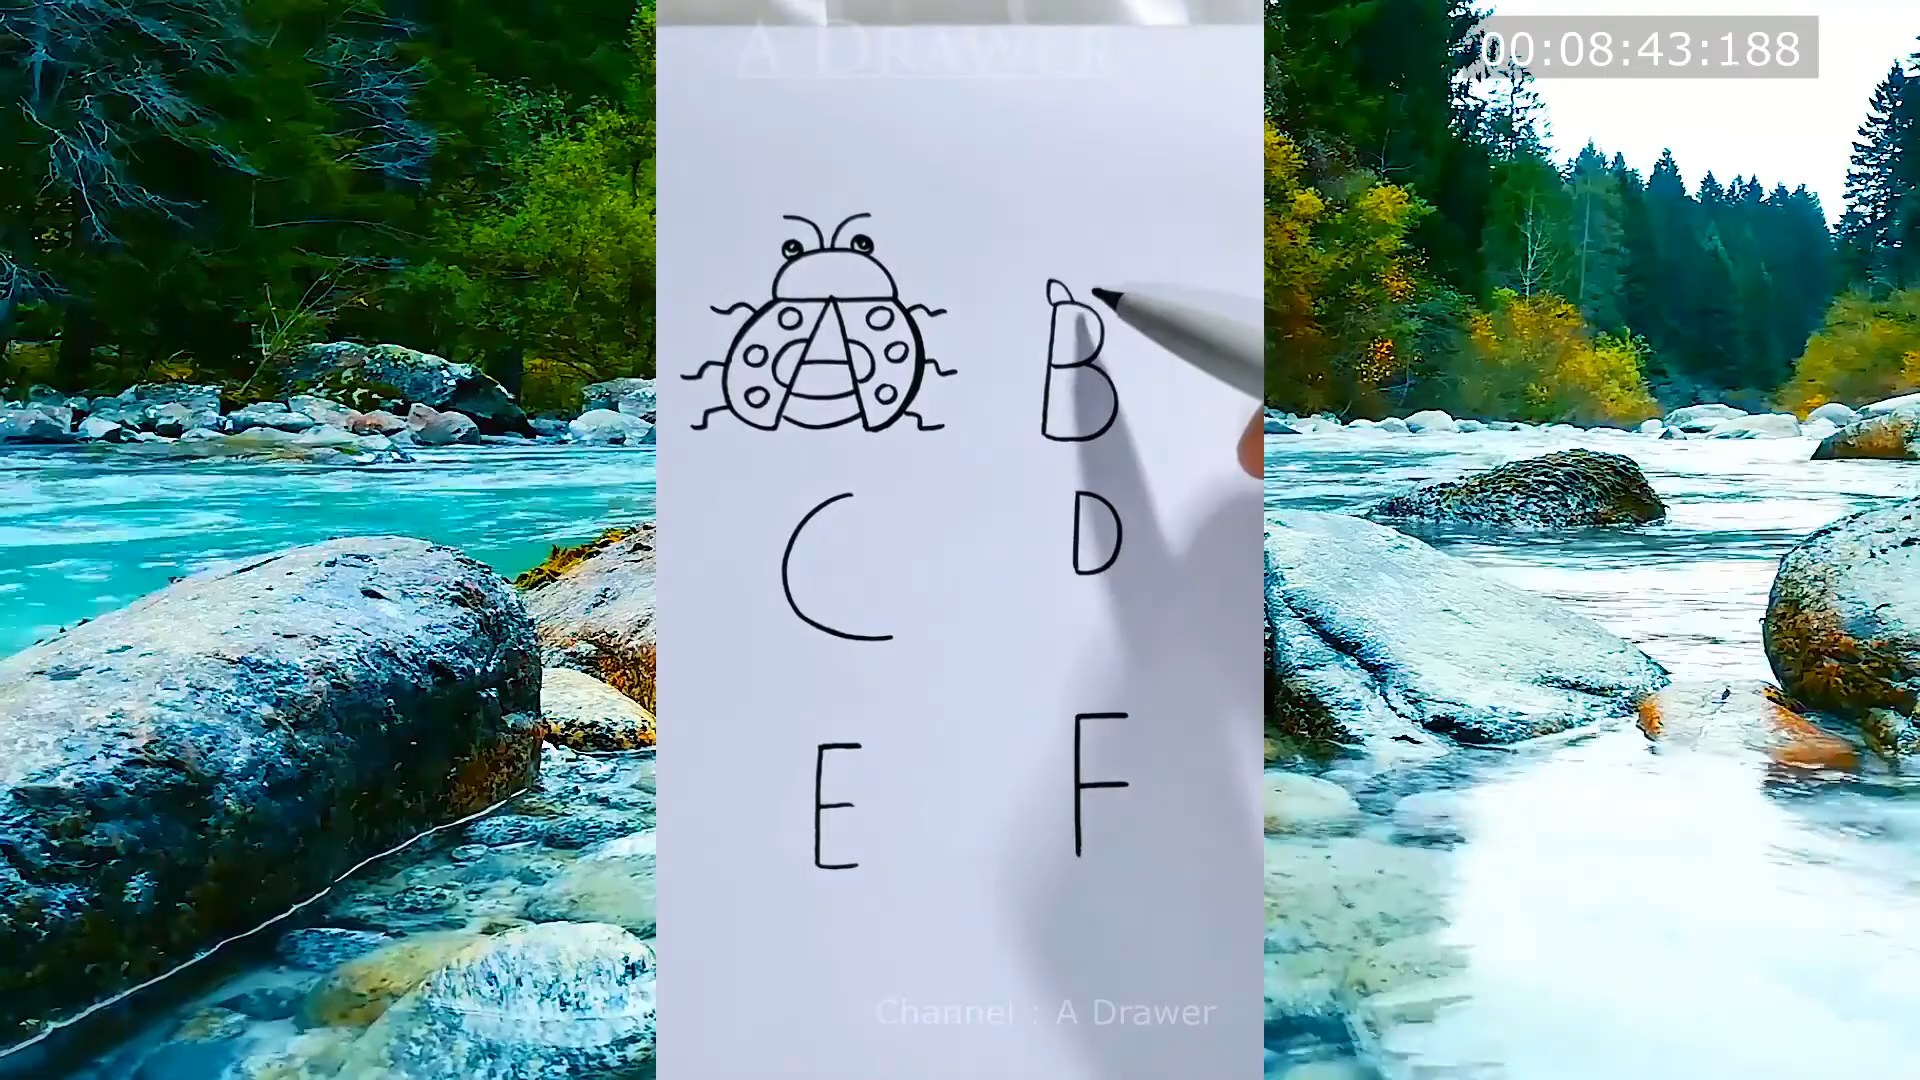 A DRAWER
00:08:43:188
A B
C D
E F
Channel : A Drawer